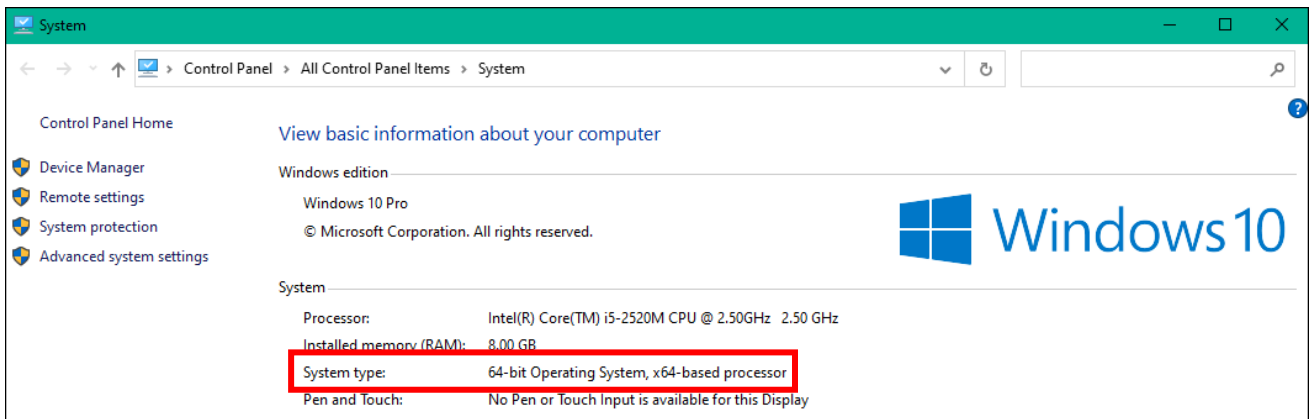 System
Control Panel > All Control Panel Items > System
Control Panel Home
Device Manager
Remote settings
System protection
Advanced system settings
View basic information about your computer
Windows edition
Windows 10 Pro
© Microsoft Corporation. All rights reserved.
Windows 10
System
Processor: Intel(R) Core(TM) i5-2520M CPU @ 2.50GHz 2.50 GHz
Installed memory (RAM): 8.00 GB
System type: 64-bit Operating System, x64-based processor
Pen and Touch: No Pen or Touch Input is available for this Display